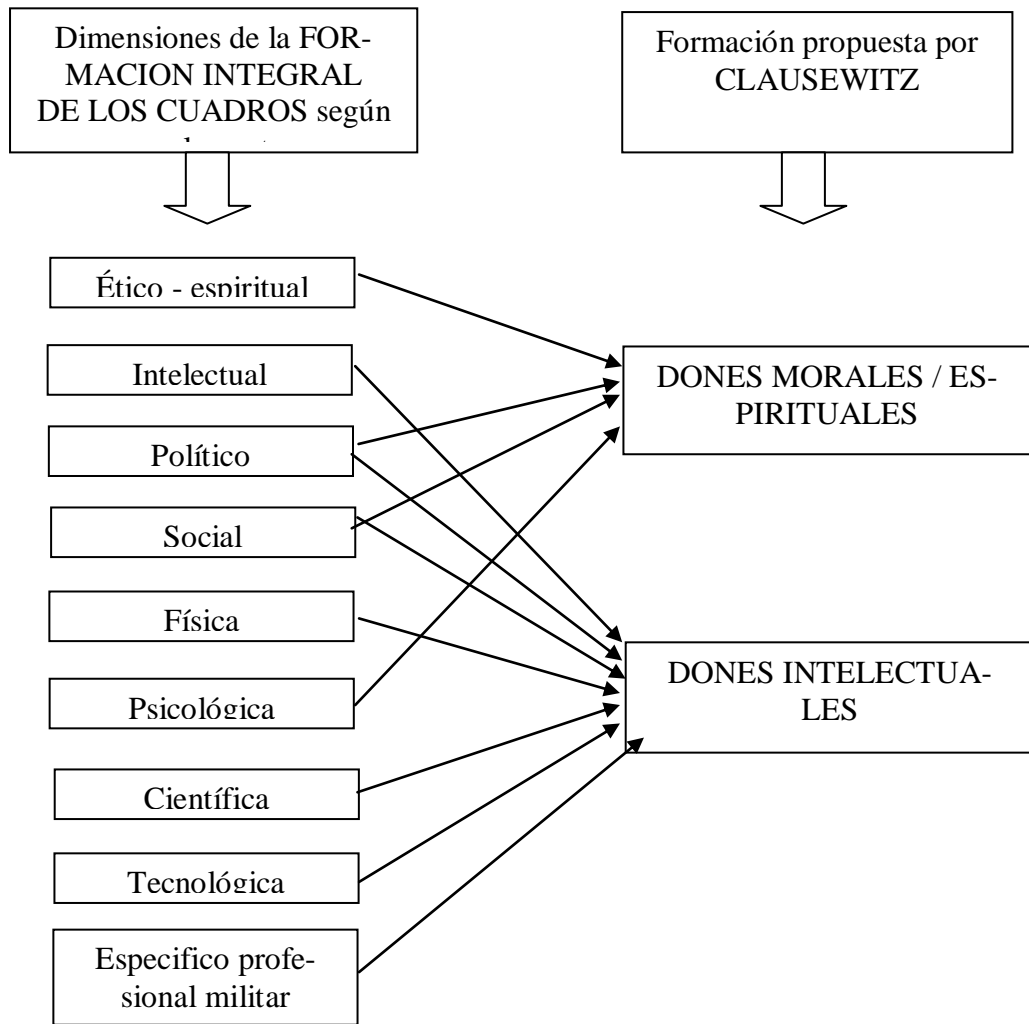 Dimensiones de la FOR-
MACION INTEGRAL
DE LOS CUADROS según
Formación propuesta por
CLAUSEWITZ
Ético - espiritual
Intelectual
Político
Social
Física
Psicológica
Científica
Tecnológica
Especifico profe-
sional militar
DONES MORALES / ES-
PIRITUALES
DONES INTELECTUA-
LES